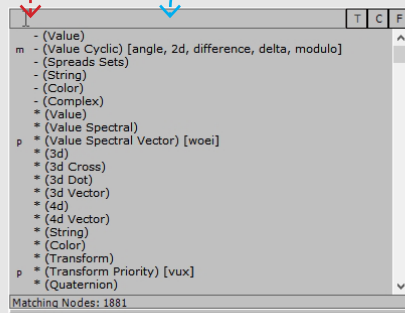 T C F
- (Value)
m - (Value Cyclic) [angle, 2d, difference, delta, modulo]
- (Spreads Sets)
- (String)
- (Color)
- (Complex)
* (Value)
* (Value Spectral)
p * (Value Spectral Vector) [woei]
* (3d)
* (3d Cross)
* (3d Dot)
* (3d Vector)
* (4d)
* (4d Vector)
* (String)
* (Color)
* (Transform)
p * (Transform Priority) [vux]
* (Quaternion)
Matching Nodes: 1881